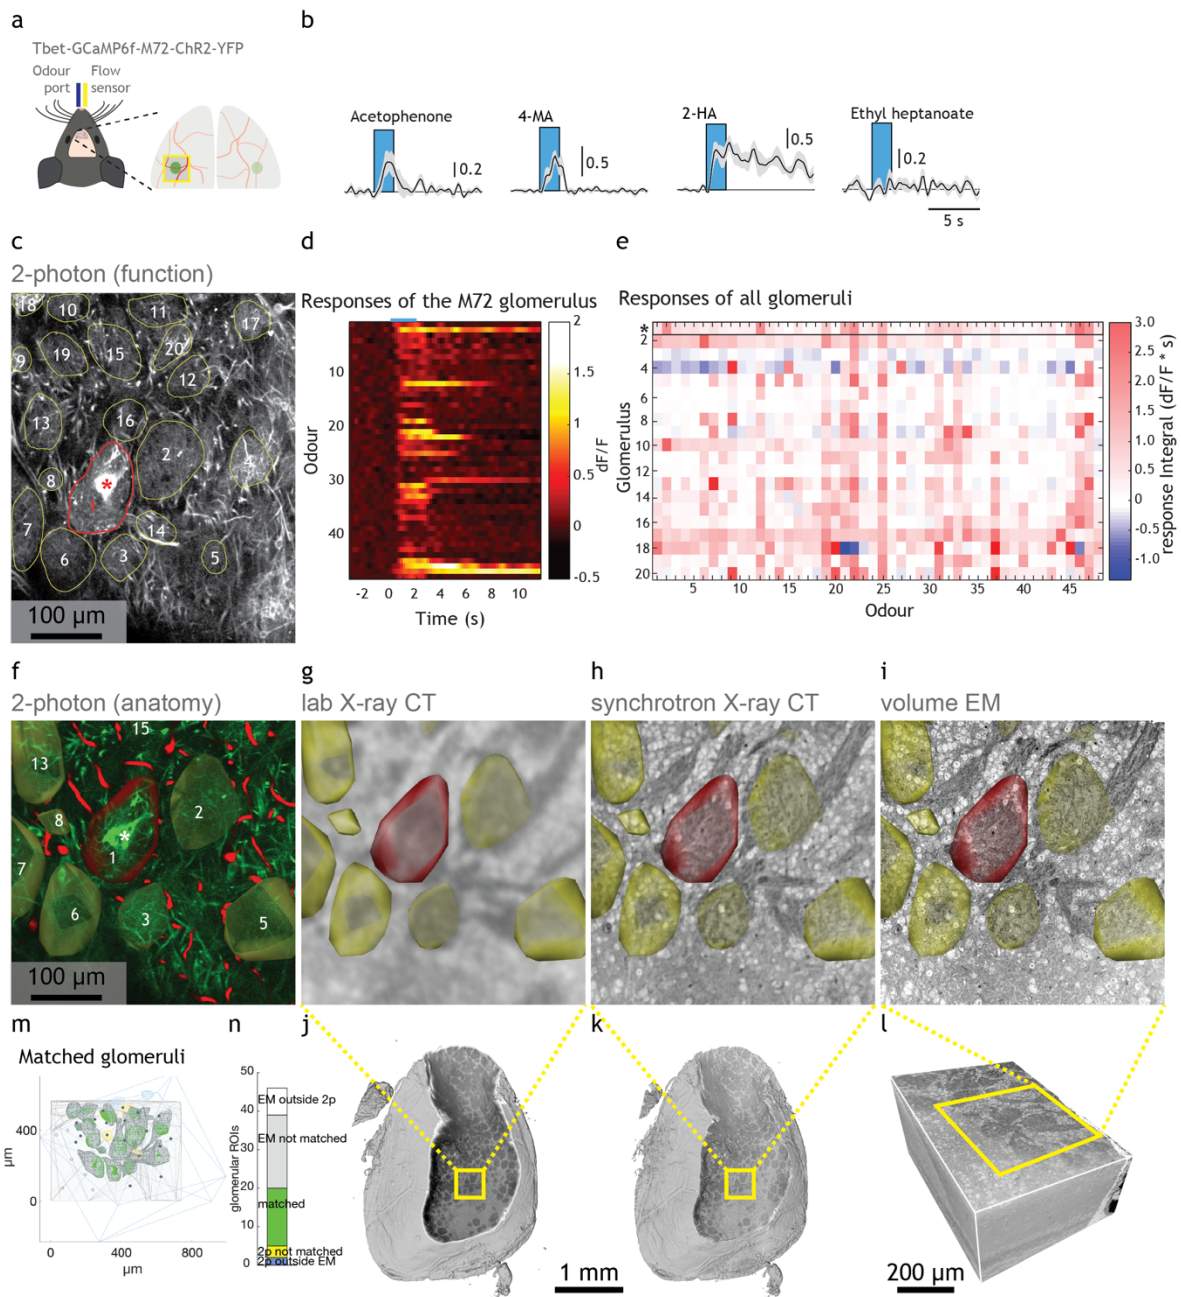 a
b
Tbet-GCaMP6f-M72-ChR2-YFP
Odour port
Flow sensor
Acetophenone
0.2
4-MA
0.5
2-HA
0.5
Ethyl heptanoate
0.2
5 s
c
2-photon (function)
18
10
11
17
9
19
15
20
12
13
16
2
4
8
*
1
7
14
6
3
5
100 µm
d
Responses of the M72 glomerulus
Odour
10
20
30
40
-2
0
2
4
6
8
10
Time (s)
2
1
0
-0.5
dF/F
e
Responses of all glomeruli
Glomerulus
*
2
4
6
8
10
12
14
16
18
20
5
10
15
20
25
30
35
40
45
Odour
3.0
2.5
2.0
1.5
1.0
0.5
0
-0.5
-1.0
response Integral (dF/F * s)
f
2-photon (anatomy)
15
13
2
8
*
1
7
6
3
5
100 µm
g
lab X-ray CT
h
synchrotron X-ray CT
i
volume EM
m
Matched glomeruli
µm
400
0
0
400
800
µm
n
glomerular ROIs
50
40
30
20
10
0
EM outside 2p
EM not matched
matched
2p not matched
2p outside EM
j
k
1 mm
l
200 µm